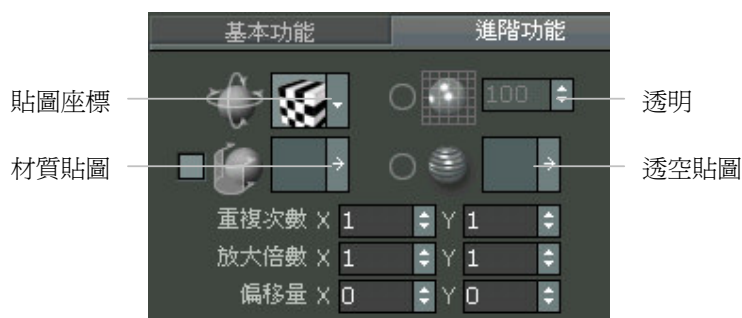 基本功能
進階功能
貼圖座標
100
透明
材質貼圖
透空貼圖
重複次數 X 1 Y 1
放大倍數 X 1 Y 1
偏移量 X 0 Y 0